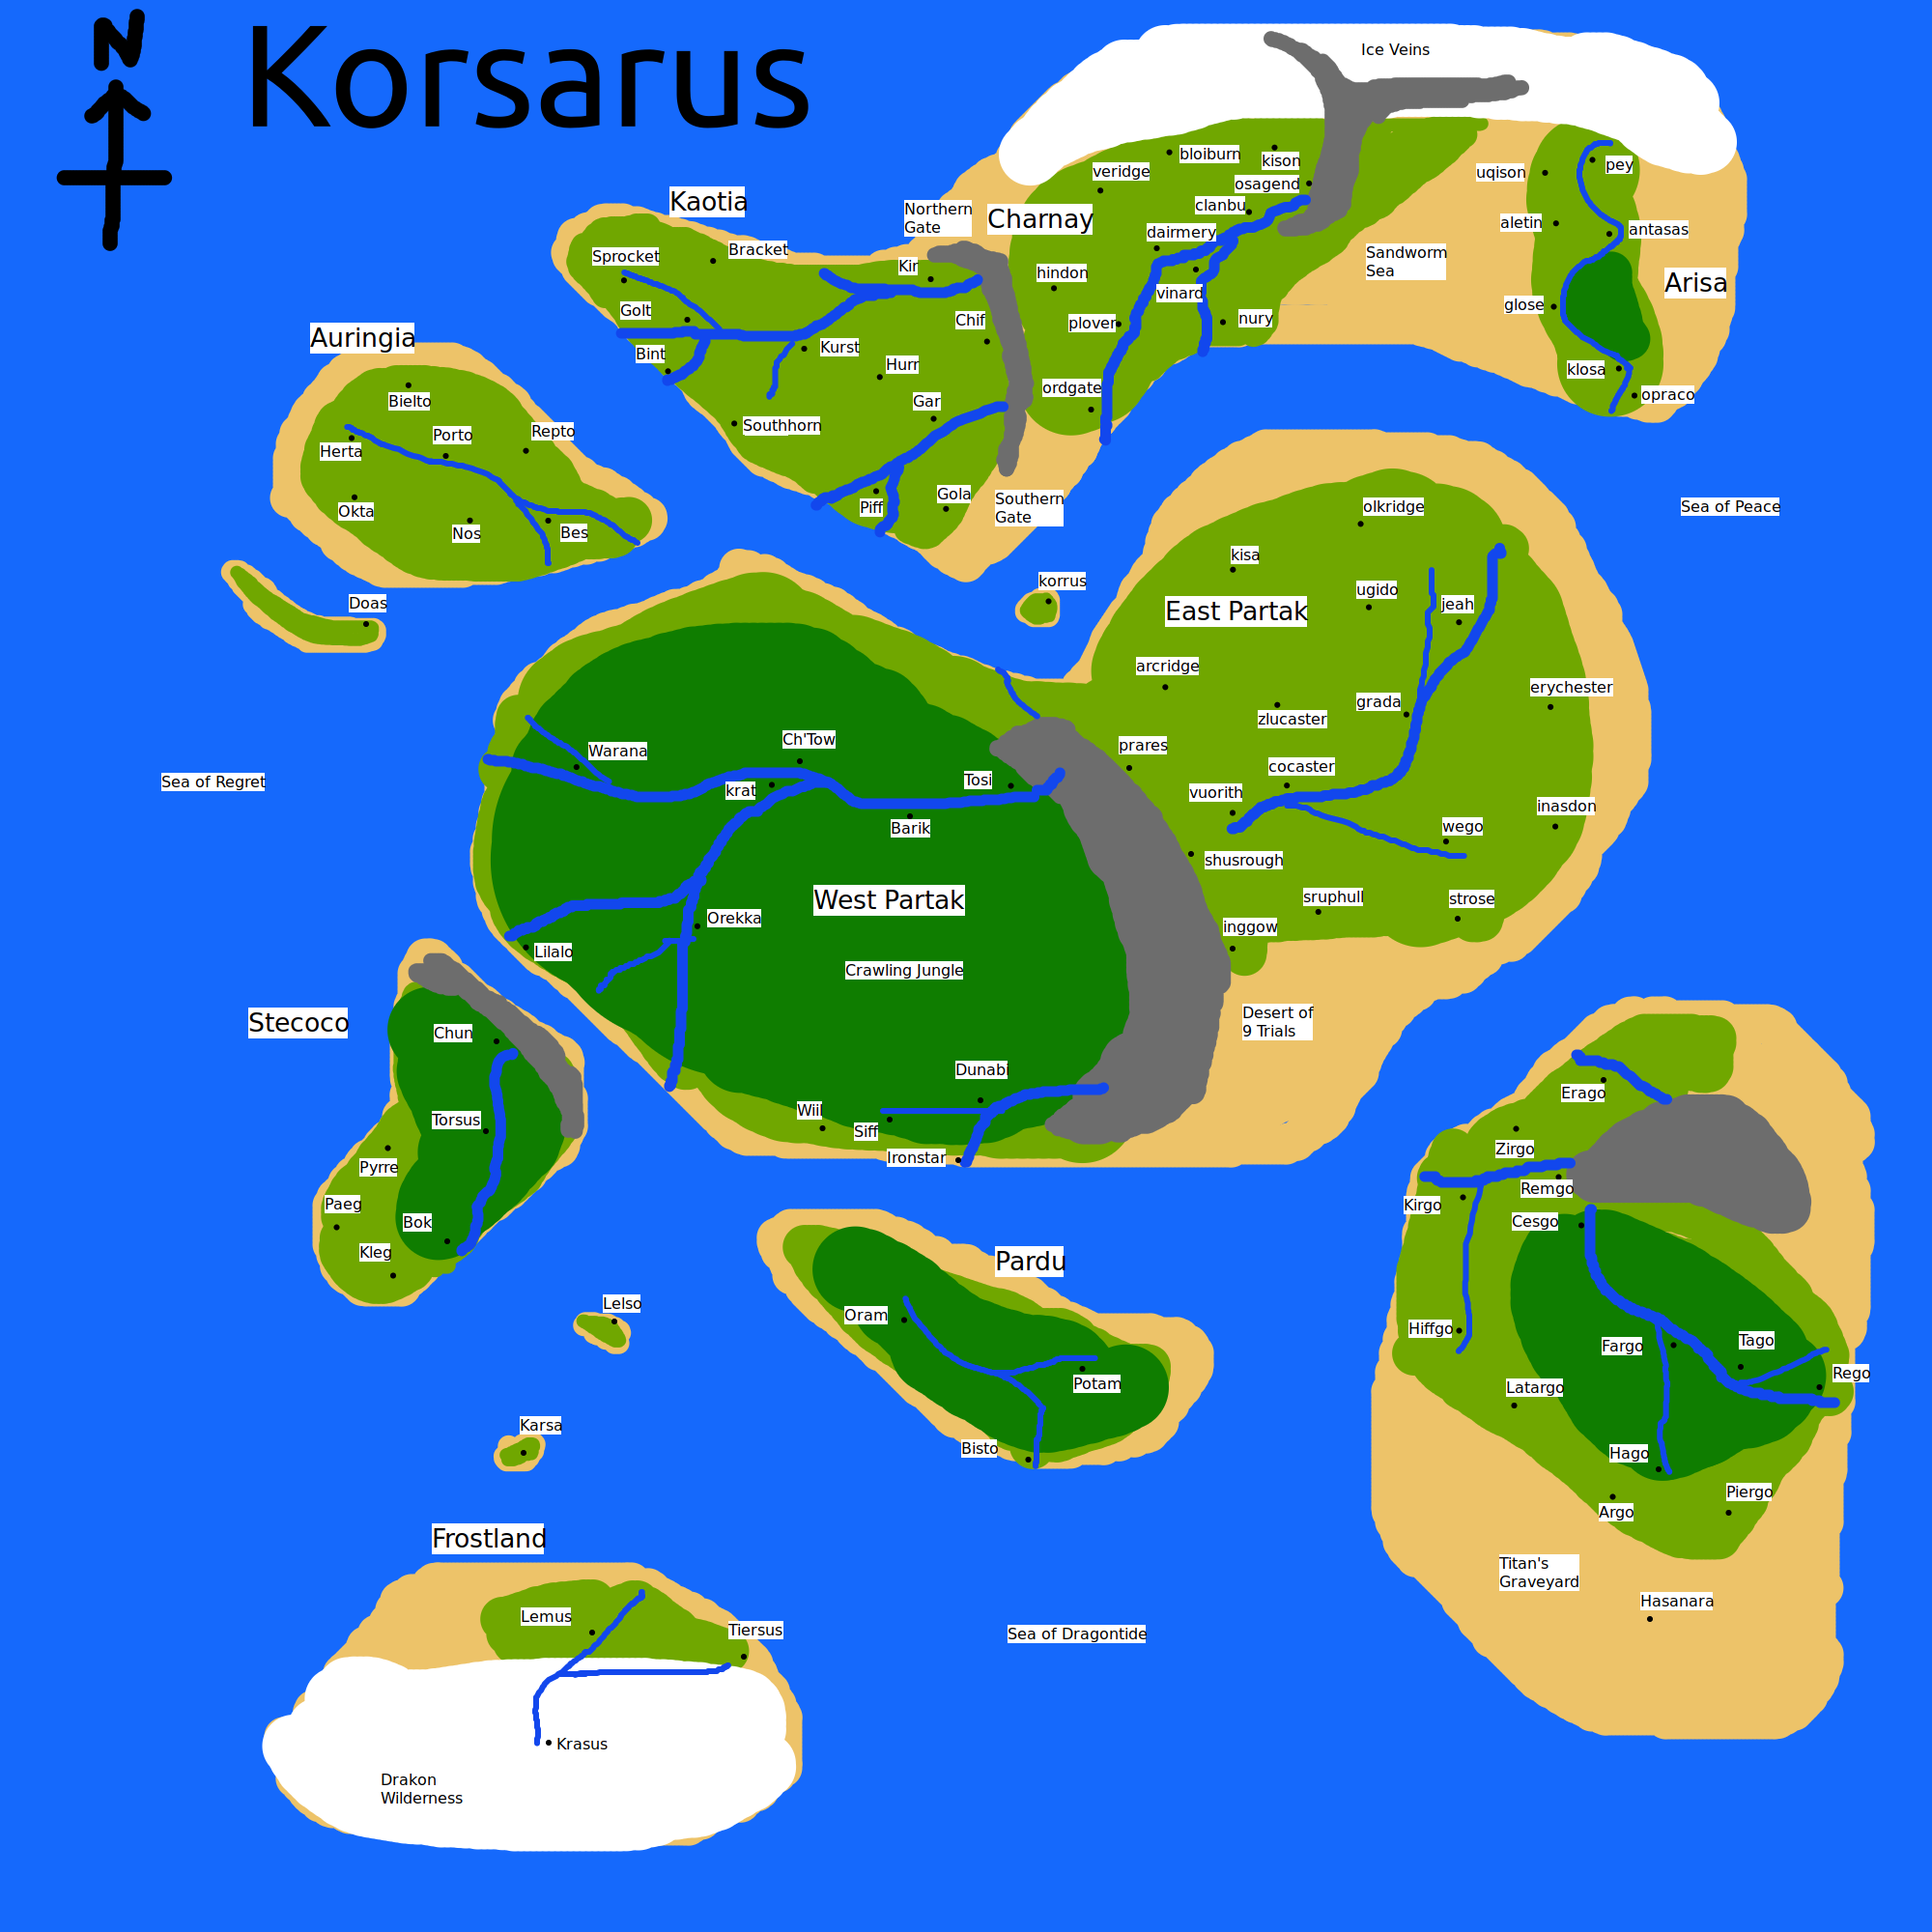 N
Korsarus
Ice Veins
bloiburn
kison
veridge
uqison
pey
osagend
Kaotia
clanbu
Northern
Gate
Charnay
aletin
antasas
dairmery
Sprocket
Bracket
Sandworm
Sea
Kir
hindon
Arisa
vinard
Golt
glose
Chif
plover
nury
Auringia
Bint
Kurst
Hurr
klosa
ordgate
opraco
Bielto
Gar
Southhorn
Porto
Repto
Herta
Okta
Gola
Southern
Gate
Piff
olkridge
Sea of Peace
Nos
Bes
kisa
korrus
ugido
Doas
jeah
East Partak
arcridge
erychester
grada
zlucaster
Warana
Ch'Tow
prares
cocaster
Sea of Regret
krat
Tosi
vuorith
inasdon
Barik
wego
shusrough
West Partak
sruphull
strose
Orekka
inggow
Lilalo
Crawling Jungle
Stecoco
Chun
Desert of
9 Trials
Dunabi
Erago
Wiil
Torsus
Siff
Zirgo
Ironstar
Pyrre
Remgo
Paeg
Kirgo
Bok
Cesgo
Kleg
Pardu
Lelso
Oram
Hiffgo
Fargo
Tago
Rego
Potam
Latargo
Karsa
Bisto
Hago
Piergo
Argo
Frostland
Titan's
Graveyard
Hasanara
Lemus
Tiersus
Sea of Dragontide
Krasus
Drakon
Wilderness